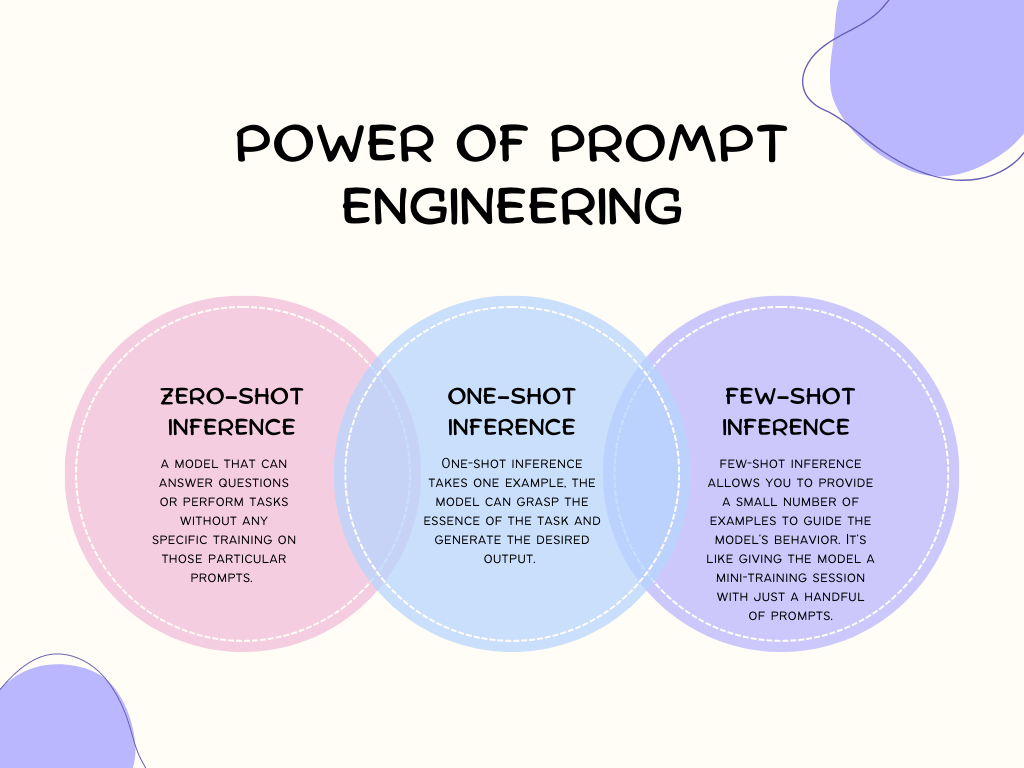 POWER OF PROMPT
ENGINEERING
ZERO-SHOT
INFERENCE
A MODEL THAT CAN
ANSWER QUESTIONS
OR PERFORM TASKS
WITHOUT ANY
SPECIFIC TRAINING ON
THOSE PARTICULAR
PROMPTS.
ONE-SHOT
INFERENCE
ONE-SHOT INFERENCE
TAKES ONE EXAMPLE, THE
MODEL CAN GRASP THE
ESSENCE OF THE TASK AND
GENERATE THE DESIRED
OUTPUT.
FEW-SHOT
INFERENCE
FEW-SHOT INFERENCE
ALLOWS YOU TO PROVIDE
A SMALL NUMBER OF
EXAMPLES TO GUIDE THE
MODEL'S BEHAVIOR. IT'S
LIKE GIVING THE MODEL A
MINI-TRAINING SESSION
WITH JUST A HANDFUL
OF PROMPTS.